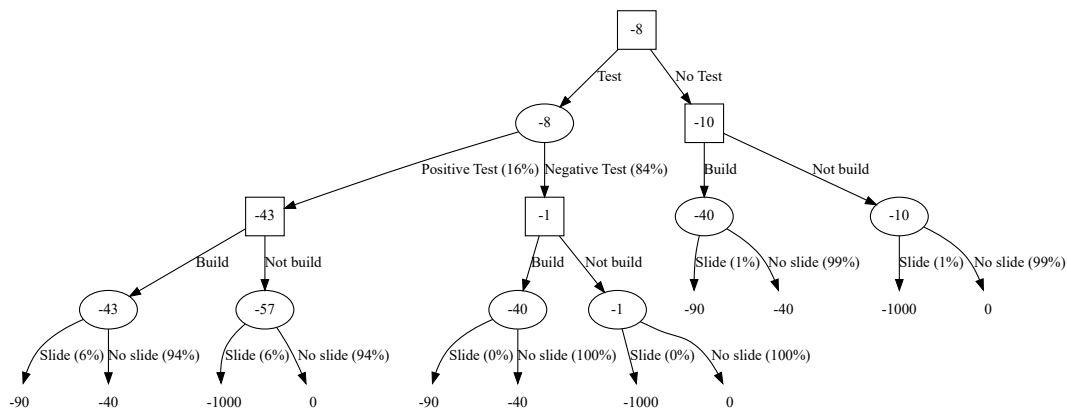 -8
Test
No Test
-8
-10
Positive Test (16%)
Negative Test (84%)
Build
Not build
-43
-1
-40
-10
Build
Not build
Build
Not build
Slide (1%)
No slide (99%)
Slide (1%)
No slide (99%)
-43
-57
-40
-1
-90
-40
-1000
0
Slide (6%)
No slide (94%)
Slide (6%)
No slide (94%)
Slide (0%)
No slide (100%)
Slide (0%)
No slide (100%)
-90
-40
-1000
0
-90
-40
-1000
0